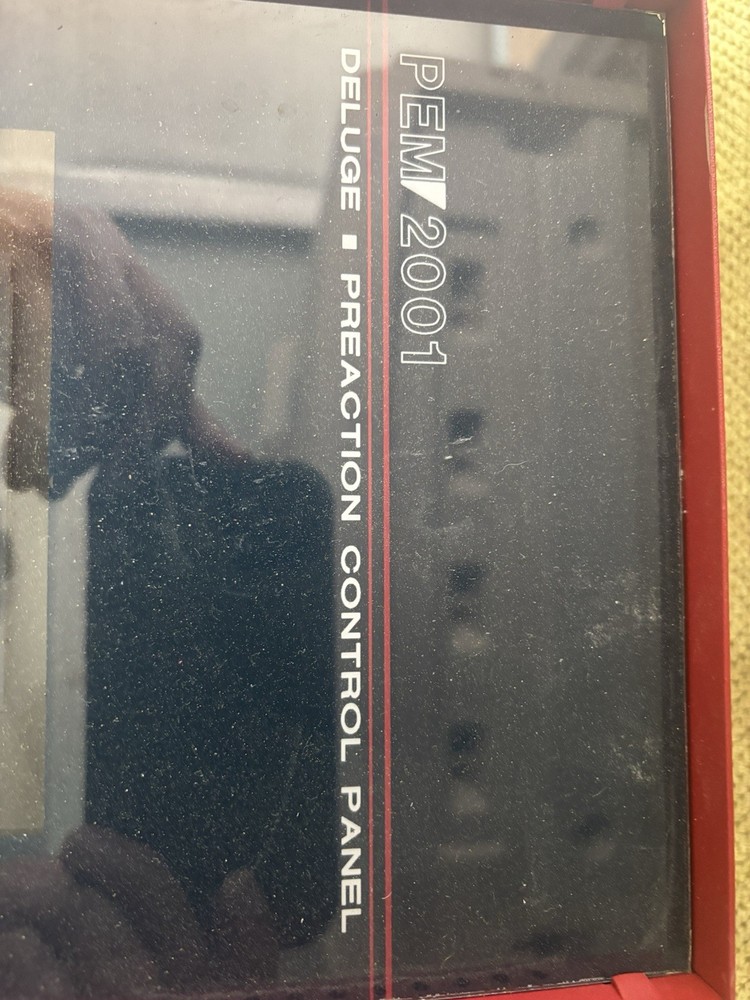 PEM 2001
DELUGE ▪ PREACTION CONTROL PANEL